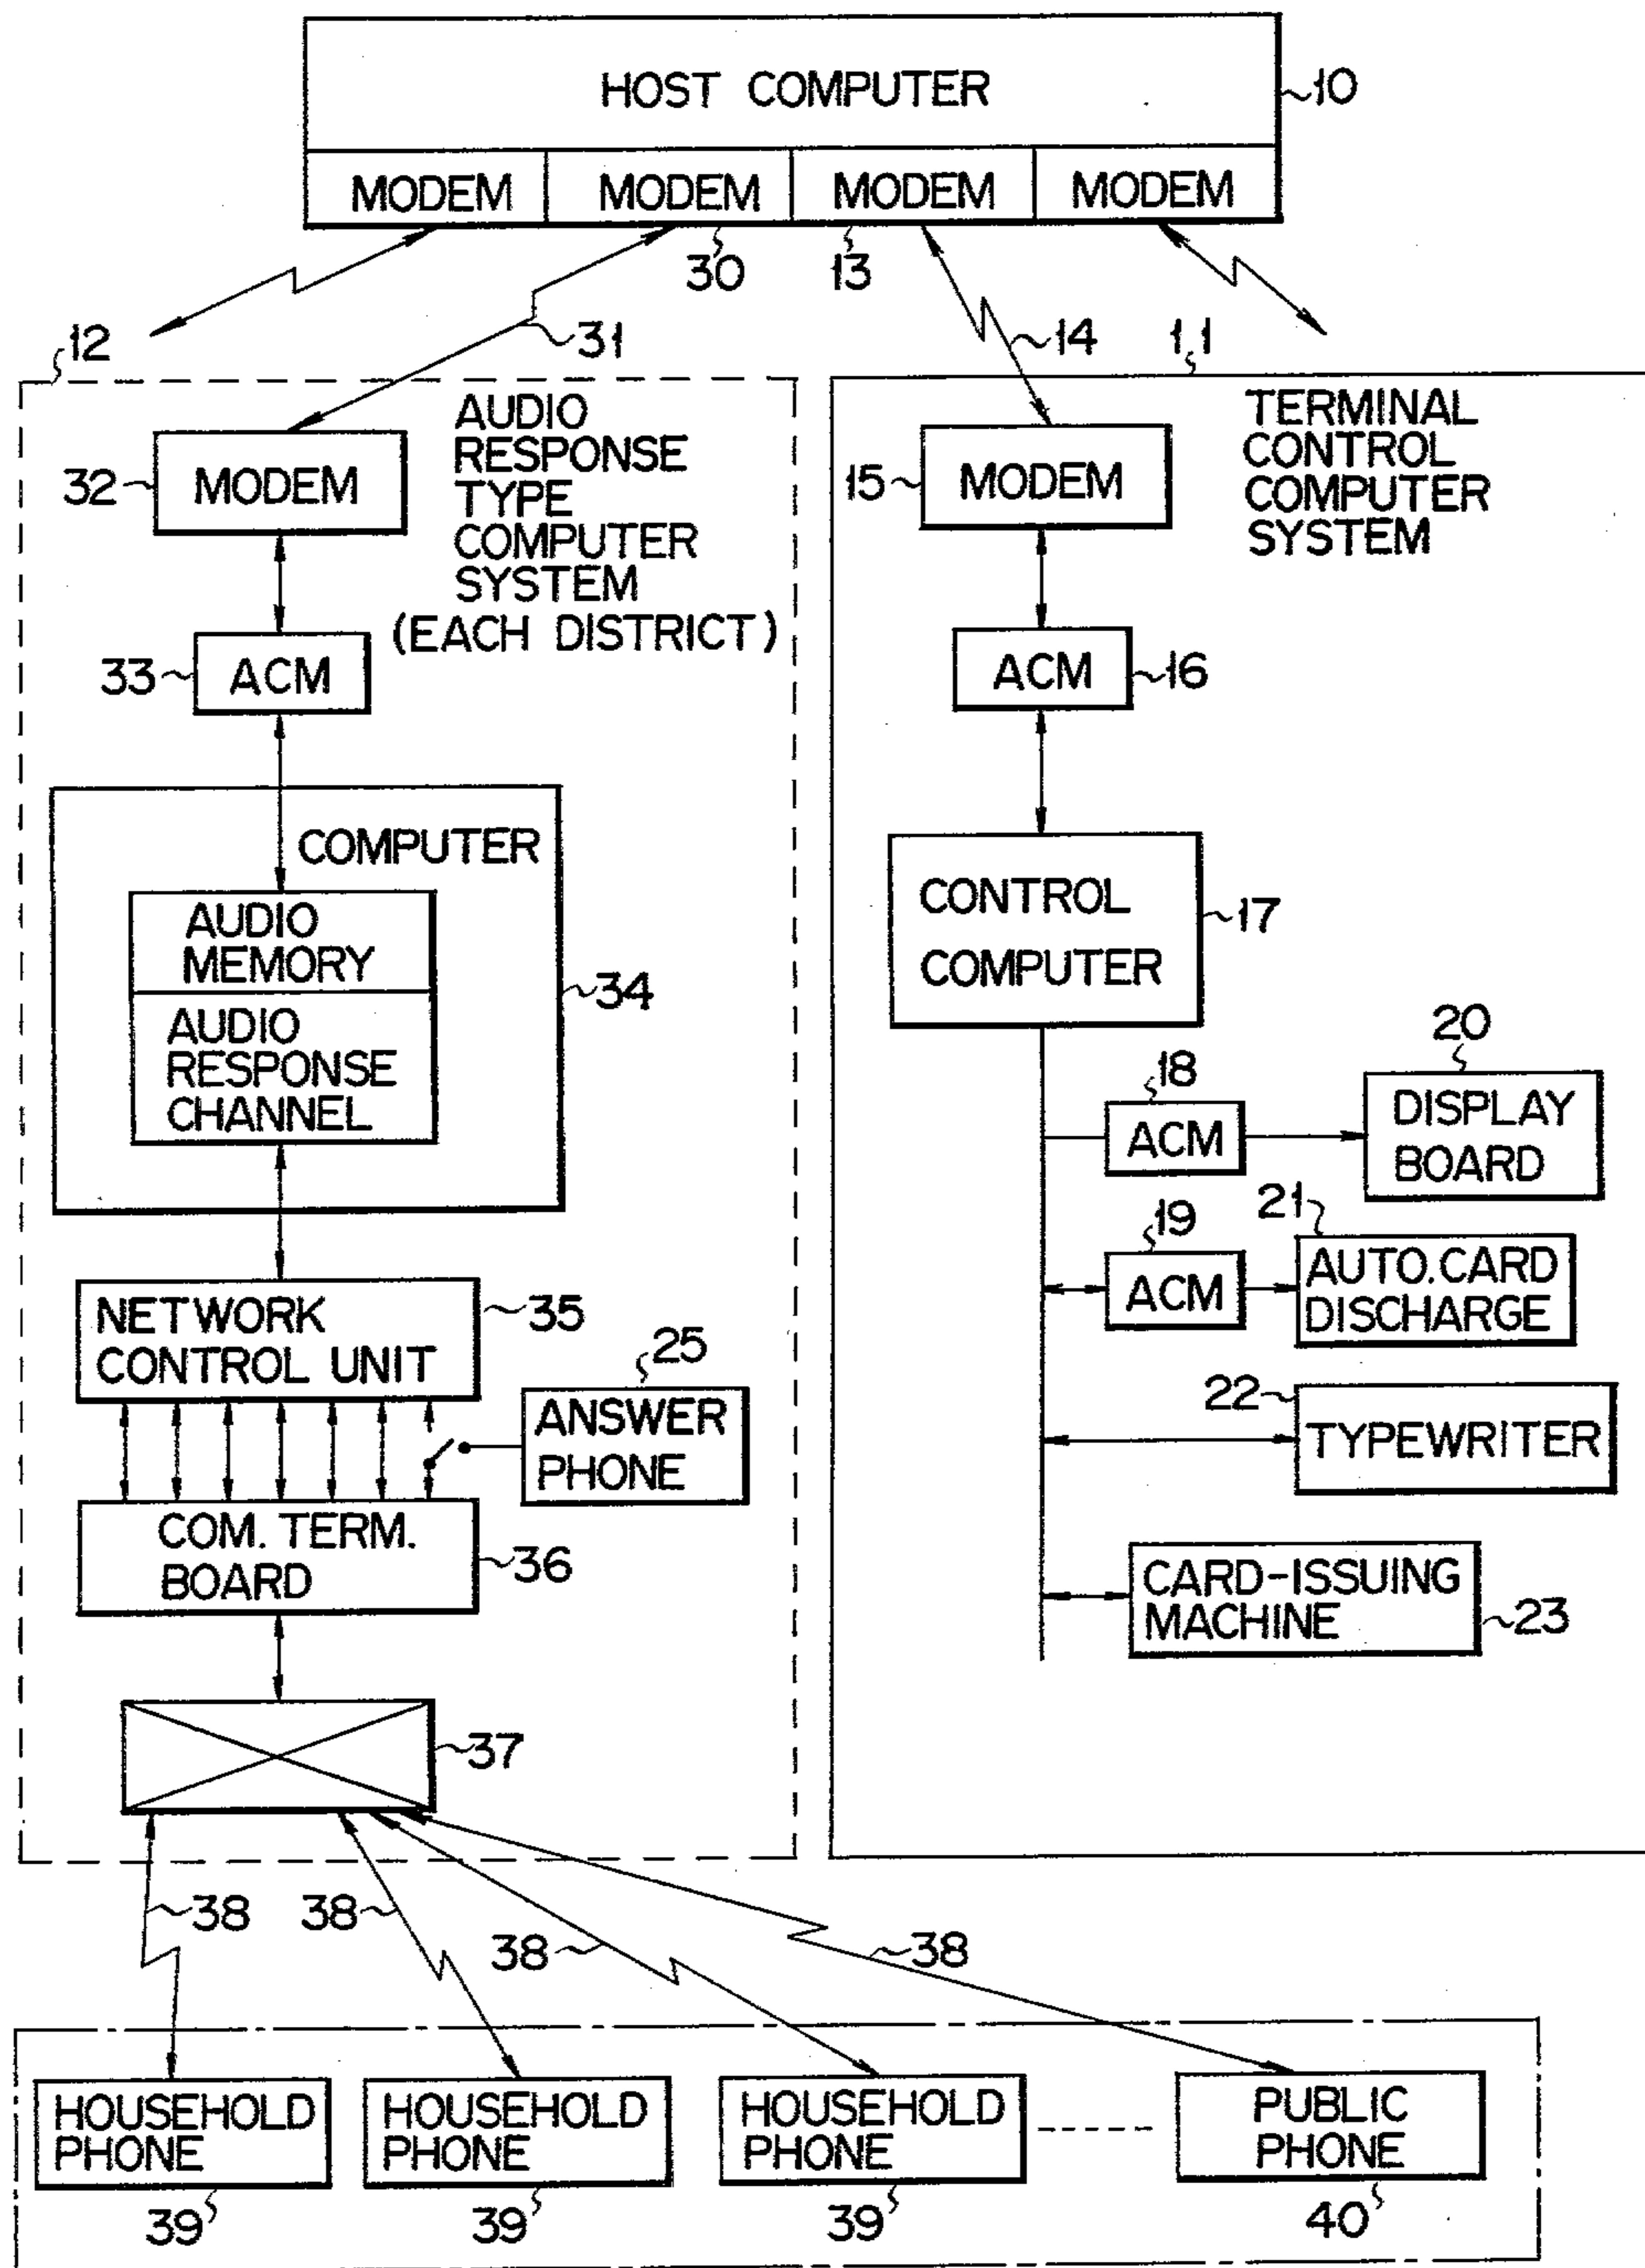 HOST COMPUTER
10
MODEM
MODEM
MODEM
MODEM
30
13
12
31
14
11
AUDIO
RESPONSE
TYPE
COMPUTER
SYSTEM
(EACH DISTRICT)
32
MODEM
33
ACM
COMPUTER
AUDIO
MEMORY
AUDIO
RESPONSE
CHANNEL
34
NETWORK
CONTROL UNIT
35
25
ANSWER
PHONE
COM. TERM.
BOARD
36
37
TERMINAL
CONTROL
COMPUTER
SYSTEM
15
MODEM
ACM
16
CONTROL
COMPUTER
17
18
ACM
20
DISPLAY
BOARD
19
ACM
21
AUTO. CARD
DISCHARGE
22
TYPEWRITER
CARD-ISSUING
MACHINE
23
38
38
38
38
HOUSEHOLD
PHONE
HOUSEHOLD
PHONE
HOUSEHOLD
PHONE
PUBLIC
PHONE
39
39
39
40